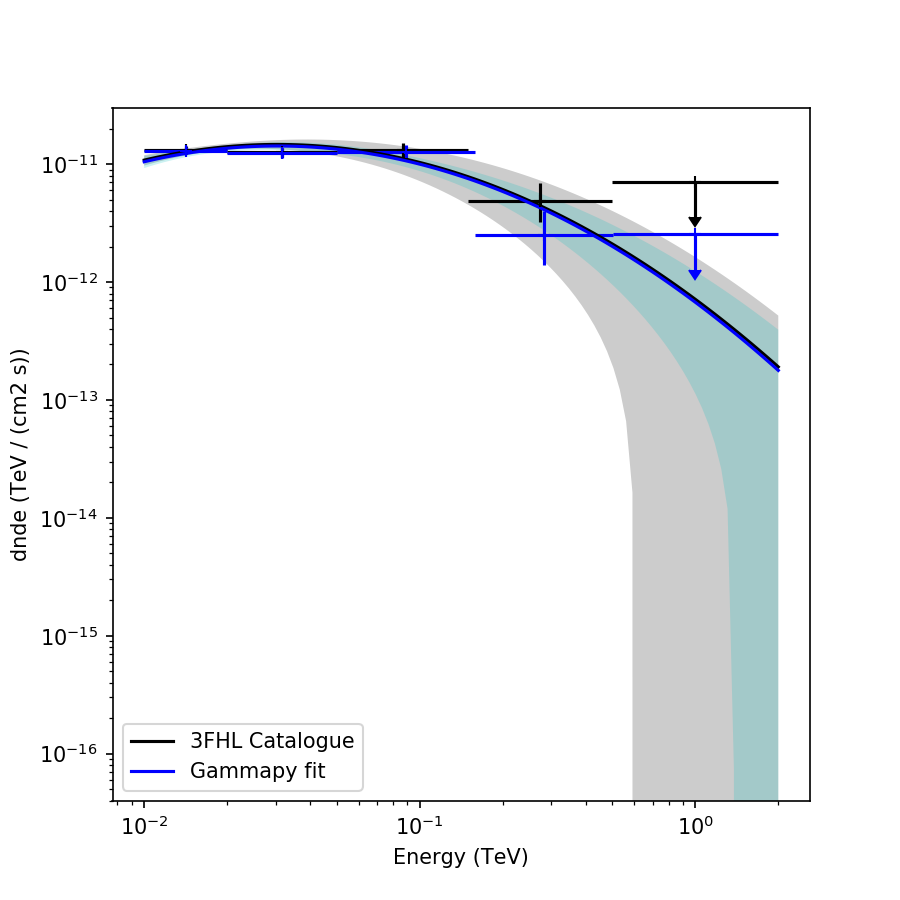 dnde (TeV / (cm2 s))
10⁻¹¹
10⁻¹²
10⁻¹³
10⁻¹⁴
10⁻¹⁵
10⁻¹⁶
3FHL Catalogue
Gammapy fit
10⁻² 10⁻¹ 10⁰
Energy (TeV)